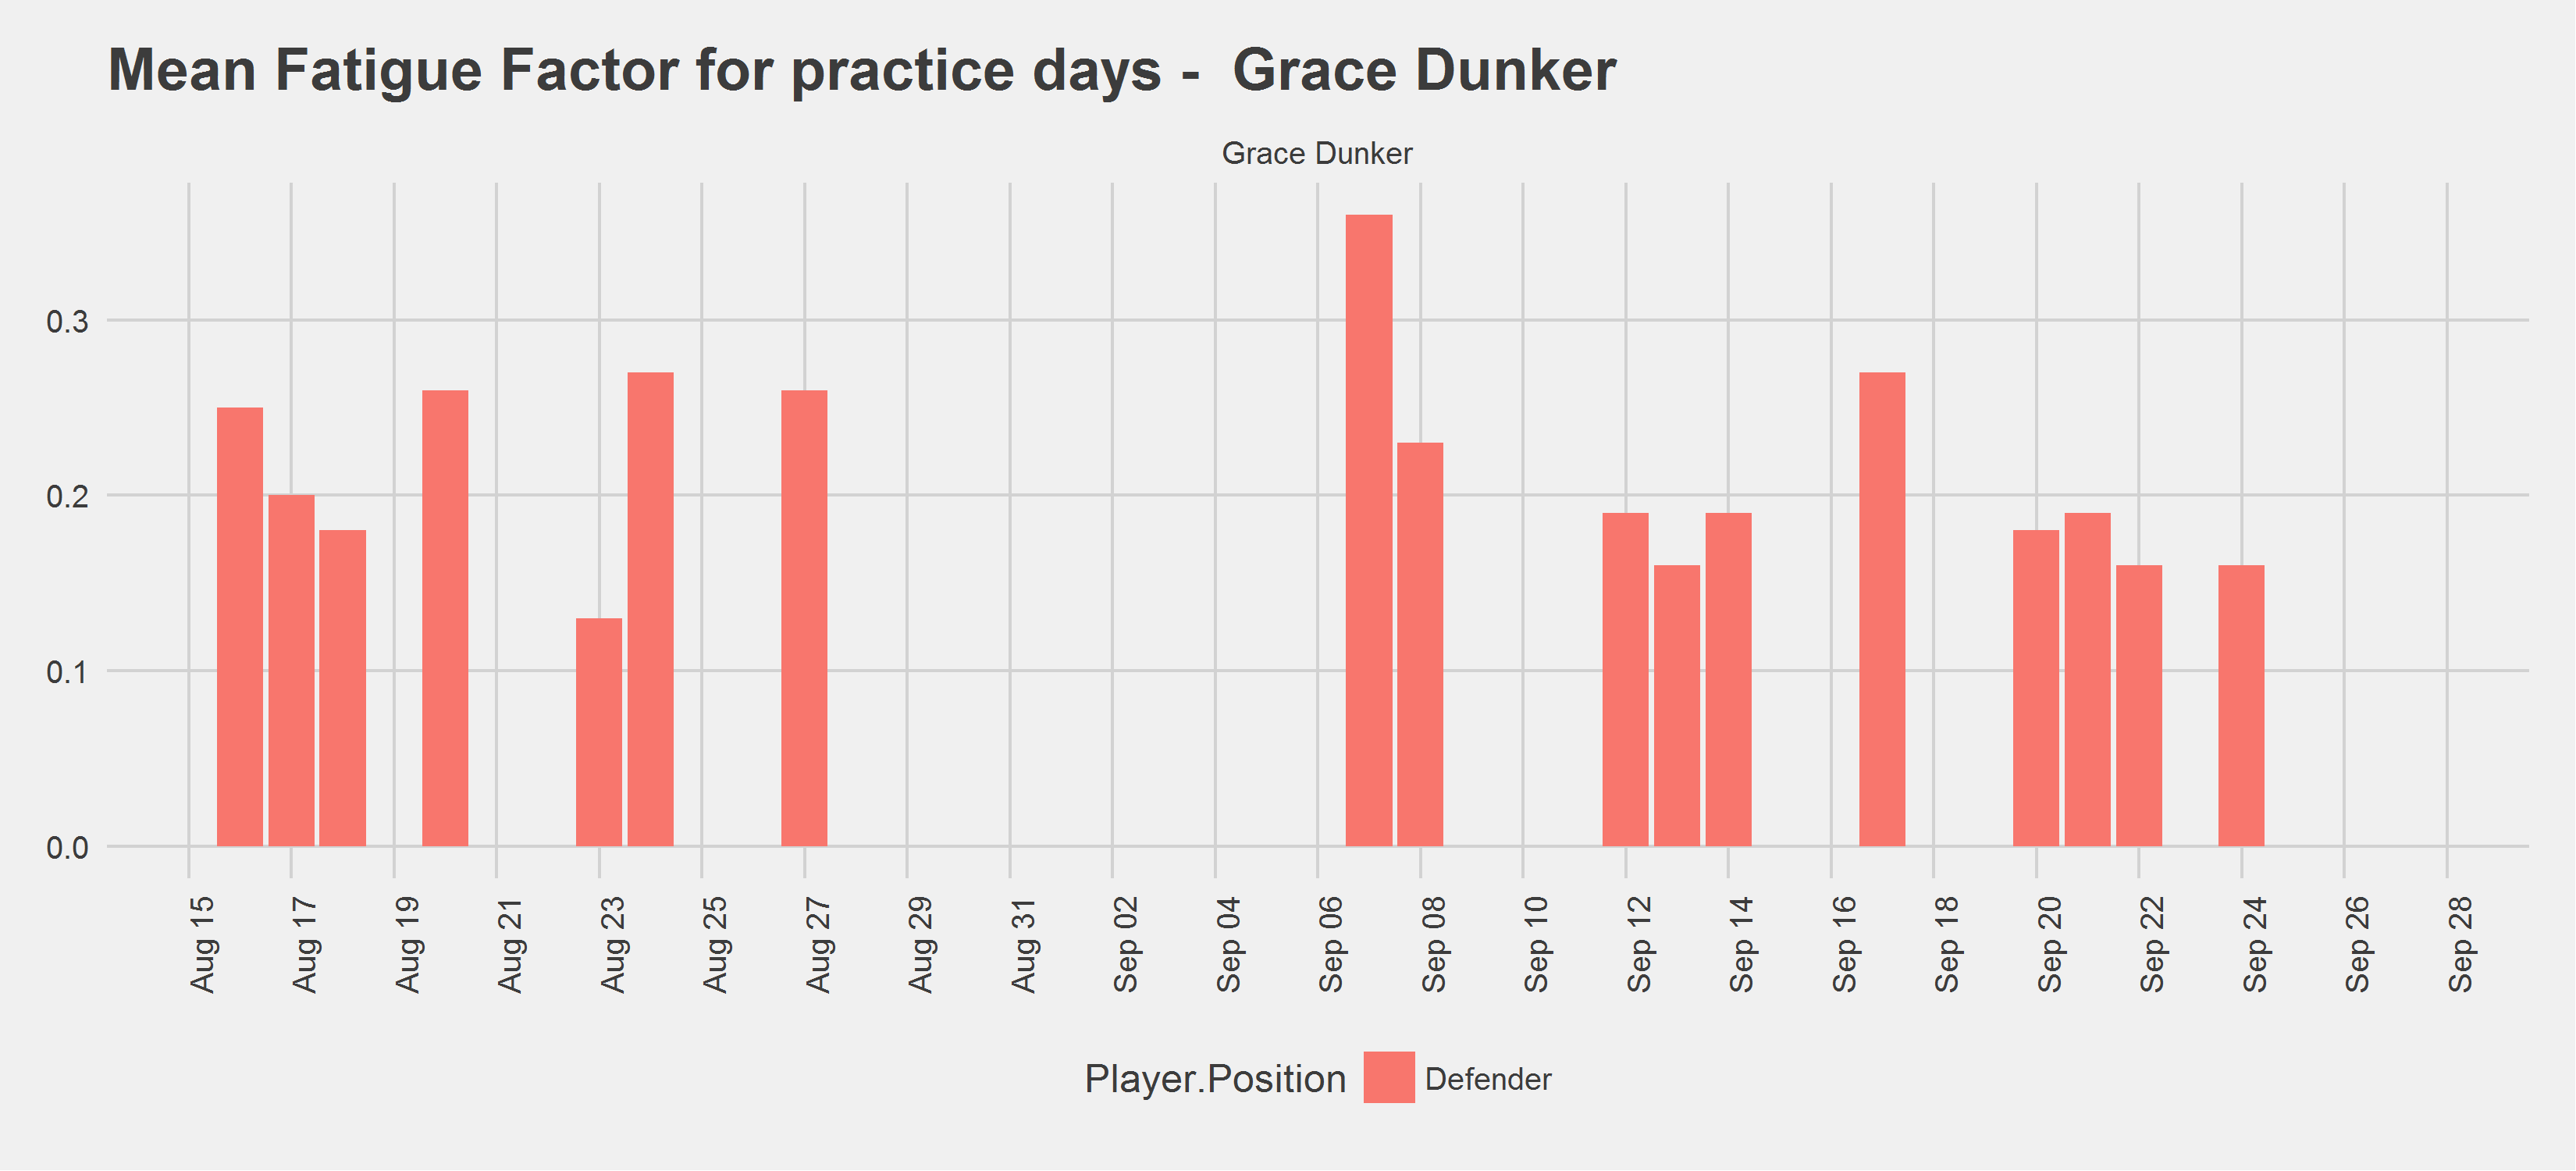 Mean Fatigue Factor for practice days -  Grace Dunker
Grace Dunker
0.3
0.2
0.1
0.0
Aug 15
Aug 17
Aug 19
Aug 21
Aug 23
Aug 25
Aug 27
Aug 29
Aug 31
Sep 02
Sep 04
Sep 06
Sep 08
Sep 10
Sep 12
Sep 14
Sep 16
Sep 18
Sep 20
Sep 22
Sep 24
Sep 26
Sep 28
Player.Position Defender